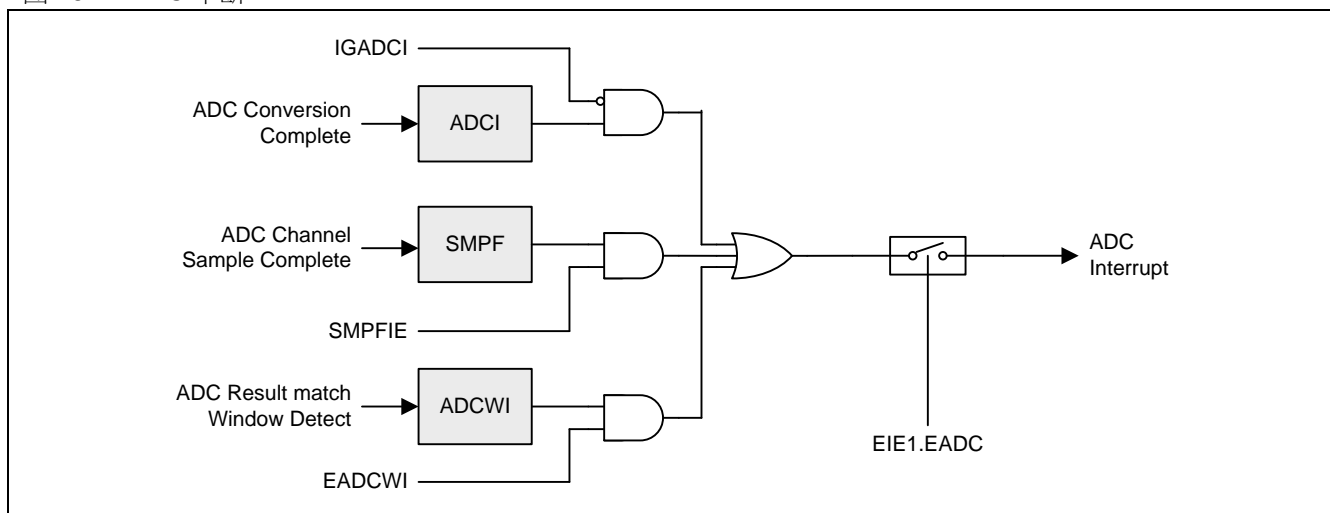 IGADCI
ADC Conversion
Complete
ADCI
ADC Channel
Sample Complete
SMPF
SMPFIE
ADC Result match
Window Detect
ADCWI
EADCWI
ADC
Interrupt
EIE1.EADC